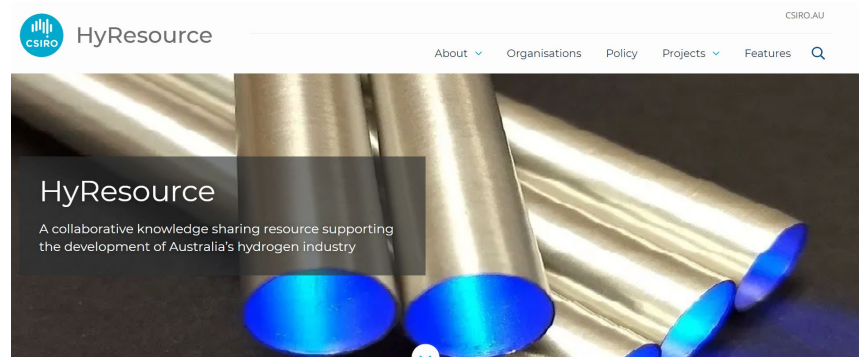 CSIRO.AU
CSIRO
HyResource
About
Organisations
Policy
Projects
Features
HyResource
A collaborative knowledge sharing resource supporting
the development of Australia's hydrogen industry